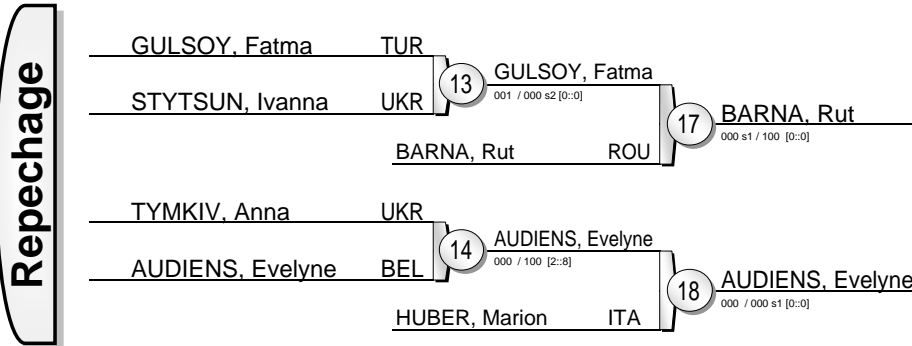 Repechage
GULSOY, Fatma TUR
STYTSUN, Ivanna UKR
13
GULSOY, Fatma
001 / 000 s2 [0::0]
BARNA, Rut ROU
17
BARNA, Rut
000 s1 / 100 [0::0]
TYMKIV, Anna UKR
AUDIENS, Evelyne BEL
14
AUDIENS, Evelyne
000 / 100 [2::8]
HUBER, Marion ITA
18
AUDIENS, Evelyne
000 / 000 s1 [0::0]